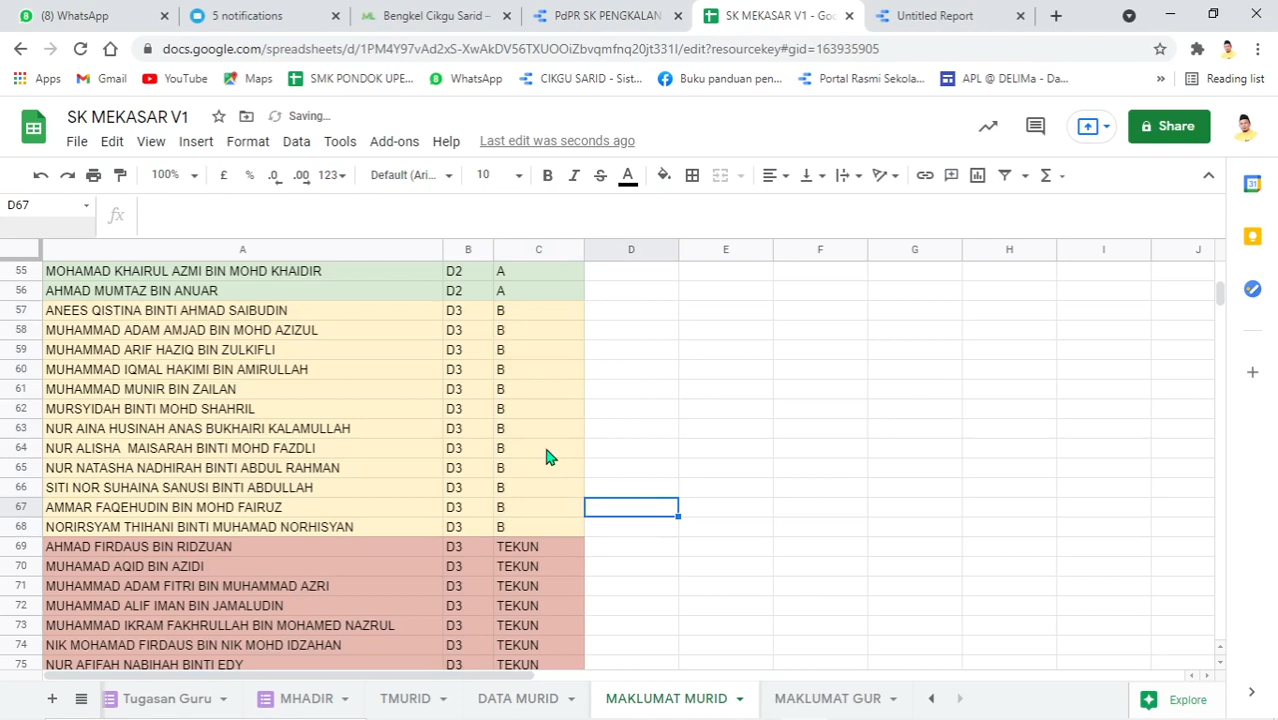 (WhatsApp) 5 notifications Bengkel Cikgu Sarid – PdPR SK PENGKALAN SK MEKASAR V1 - Goo Untitled Report
docs.google.com/spreadsheets/d/1PM4Y97vAd2xS-XwAkDV56TXUOOiZbvqmfnq20jt331I/edit?resourcekey#gid=163935905
Apps Gmail YouTube Maps SMK PONDOK UPE... WhatsApp CIKGU SARID - Sist... Buku panduan pen... Portal Rasmi Sekola... APL @ DELIMa - Da... » Reading list
SK MEKASAR V1 Saving...
File Edit View Insert Format Data Tools Add-ons Help Last edit was seconds ago Share
100% £ % .0 .00 123 Default (Ari... 10 B I S A
D67 fx
A B C D E F G H I J
55 MOHAMAD KHAIRUL AZMI BIN MOHD KHAIDIR D2 A
56 AHMAD MUMTAZ BIN ANUAR D2 A
57 ANEES QISTINA BINTI AHMAD SAIBUDIN D3 B
58 MUHAMMAD ADAM AMJAD BIN MOHD AZIZUL D3 B
59 MUHAMMAD ARIF HAZIQ BIN ZULKIFLI D3 B
60 MUHAMMAD IQMAL HAKIMI BIN AMIRULLAH D3 B
61 MUHAMMAD MUNIR BIN ZAILAN D3 B
62 MURSYIDAH BINTI MOHD SHAHRIL D3 B
63 NUR AINA HUSINAH ANAS BUKHAIRI KALAMULLAH D3 B
64 NUR ALISHA MAISARAH BINTI MOHD FAZDLI D3 B
65 NUR NATASHA NADHIRAH BINTI ABDUL RAHMAN D3 B
66 SITI NOR SUHAINA SANUSI BINTI ABDULLAH D3 B
67 AMMAR FAQEHUDIN BIN MOHD FAIRUZ D3 B
68 NORIRSYAM THIHANI BINTI MUHAMAD NORHISYAN D3 B
69 AHMAD FIRDAUS BIN RIDZUAN D3 TEKUN
70 MUHAMAD AQID BIN AZIDI D3 TEKUN
71 MUHAMMAD ADAM FITRI BIN MUHAMMAD AZRI D3 TEKUN
72 MUHAMMAD ALIF IMAN BIN JAMALUDIN D3 TEKUN
73 MUHAMMAD IKRAM FAKHRULLAH BIN MOHAMED NAZRUL D3 TEKUN
74 NIK MOHAMAD FIRDAUS BIN NIK MOHD IDZAHAN D3 TEKUN
75 NUR AFIFAH NABIHAH BINTI EDY D3 TEKUN
Tugasan Guru MHADIR TMURID DATA MURID MAKLUMAT MURID MAKLUMAT GUR Explore